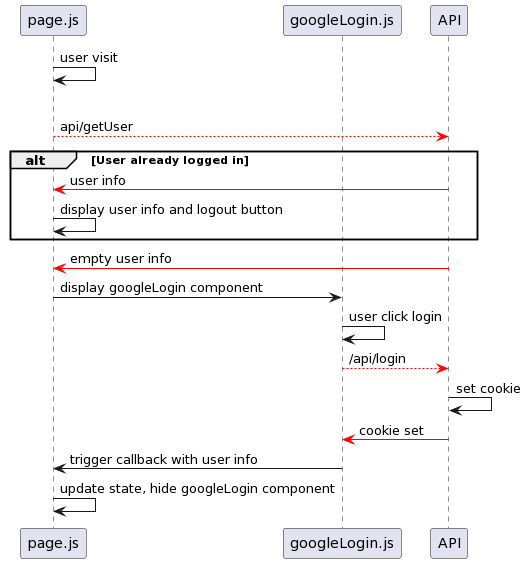 page.js googleLogin.js API
user visit
api/getUser
alt [User already logged in]
user info
display user info and logout button
empty user info
display googleLogin component
user click login
/api/login
set cookie
cookie set
trigger callback with user info
update state, hide googleLogin component
page.js googleLogin.js API